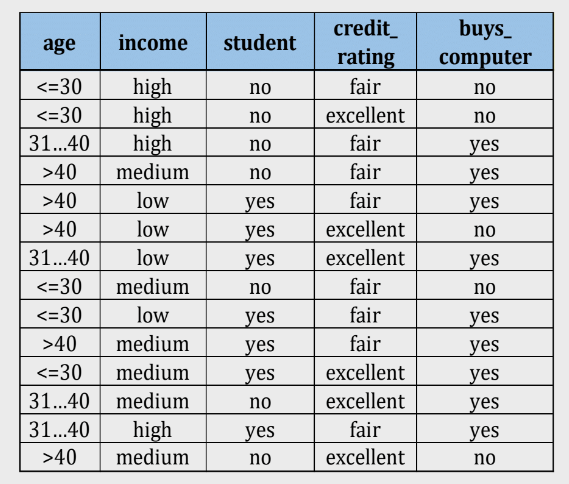 age income student credit_ rating buys_ computer
<=30 high no fair no
<=30 high no excellent no
31...40 high no fair yes
>40 medium no fair yes
>40 low yes fair yes
>40 low yes excellent no
31...40 low yes excellent yes
<=30 medium no fair no
<=30 low yes fair yes
>40 medium yes fair yes
<=30 medium yes excellent yes
31...40 medium no excellent yes
31...40 high yes fair yes
>40 medium no excellent no